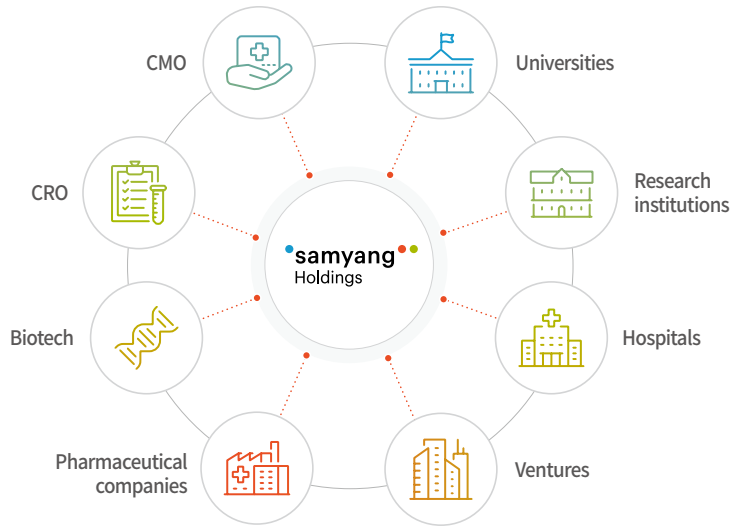 CMO
Universities
CRO
Research
institutions
samyang
Holdings
Biotech
Hospitals
Pharmaceutical
companies
Ventures